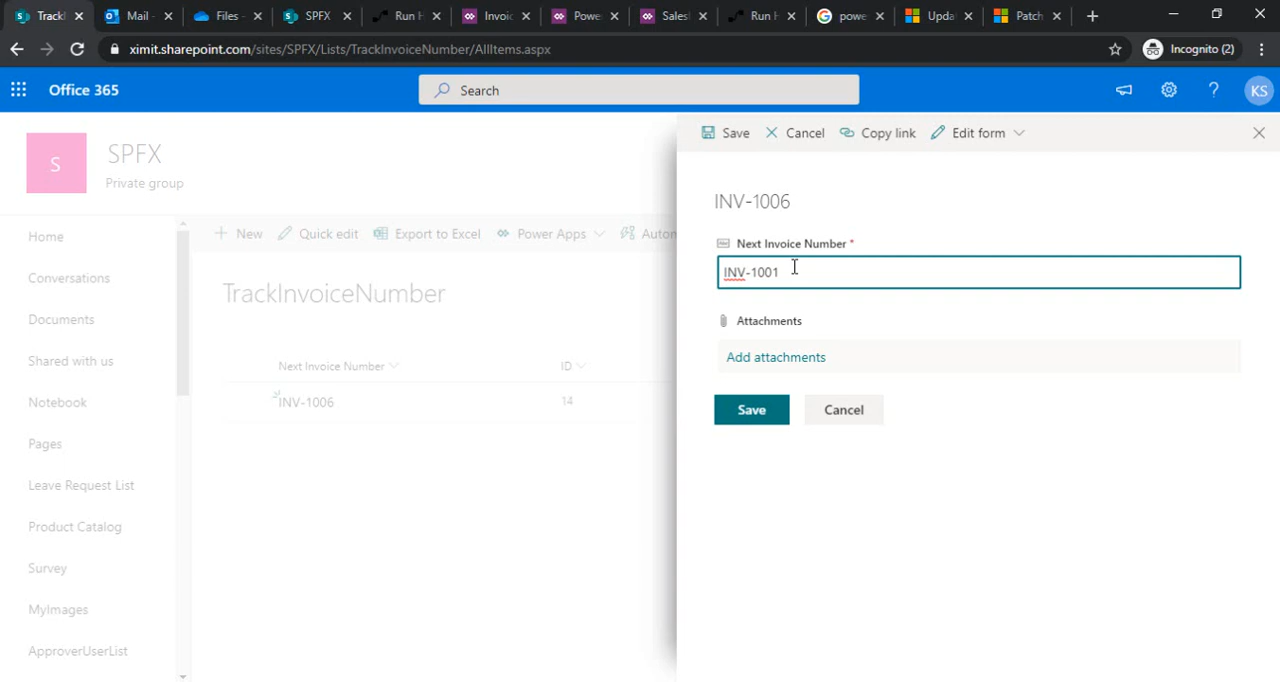 Trackl
Mail -
Files -
SPFX
Run H
Invoic
Power
Salesl
Run H
powe
Upda
Patch
ximit.sharepoint.com/sites/SPFX/Lists/TrackInvoiceNumber/AllItems.aspx
Incognito (2)
Office 365
Search
KS
S
SPFX
Private group
Save
Cancel
Copy link
Edit form
INV-1006
Next Invoice Number *
INV-1001
Attachments
Add attachments
Save
Cancel
Home
Conversations
Documents
Shared with us
Notebook
Pages
Leave Request List
Product Catalog
Survey
MyImages
ApproverUserList
New
Quick edit
Export to Excel
Power Apps
Autom
TrackInvoiceNumber
Next Invoice Number
ID
INV-1006
14